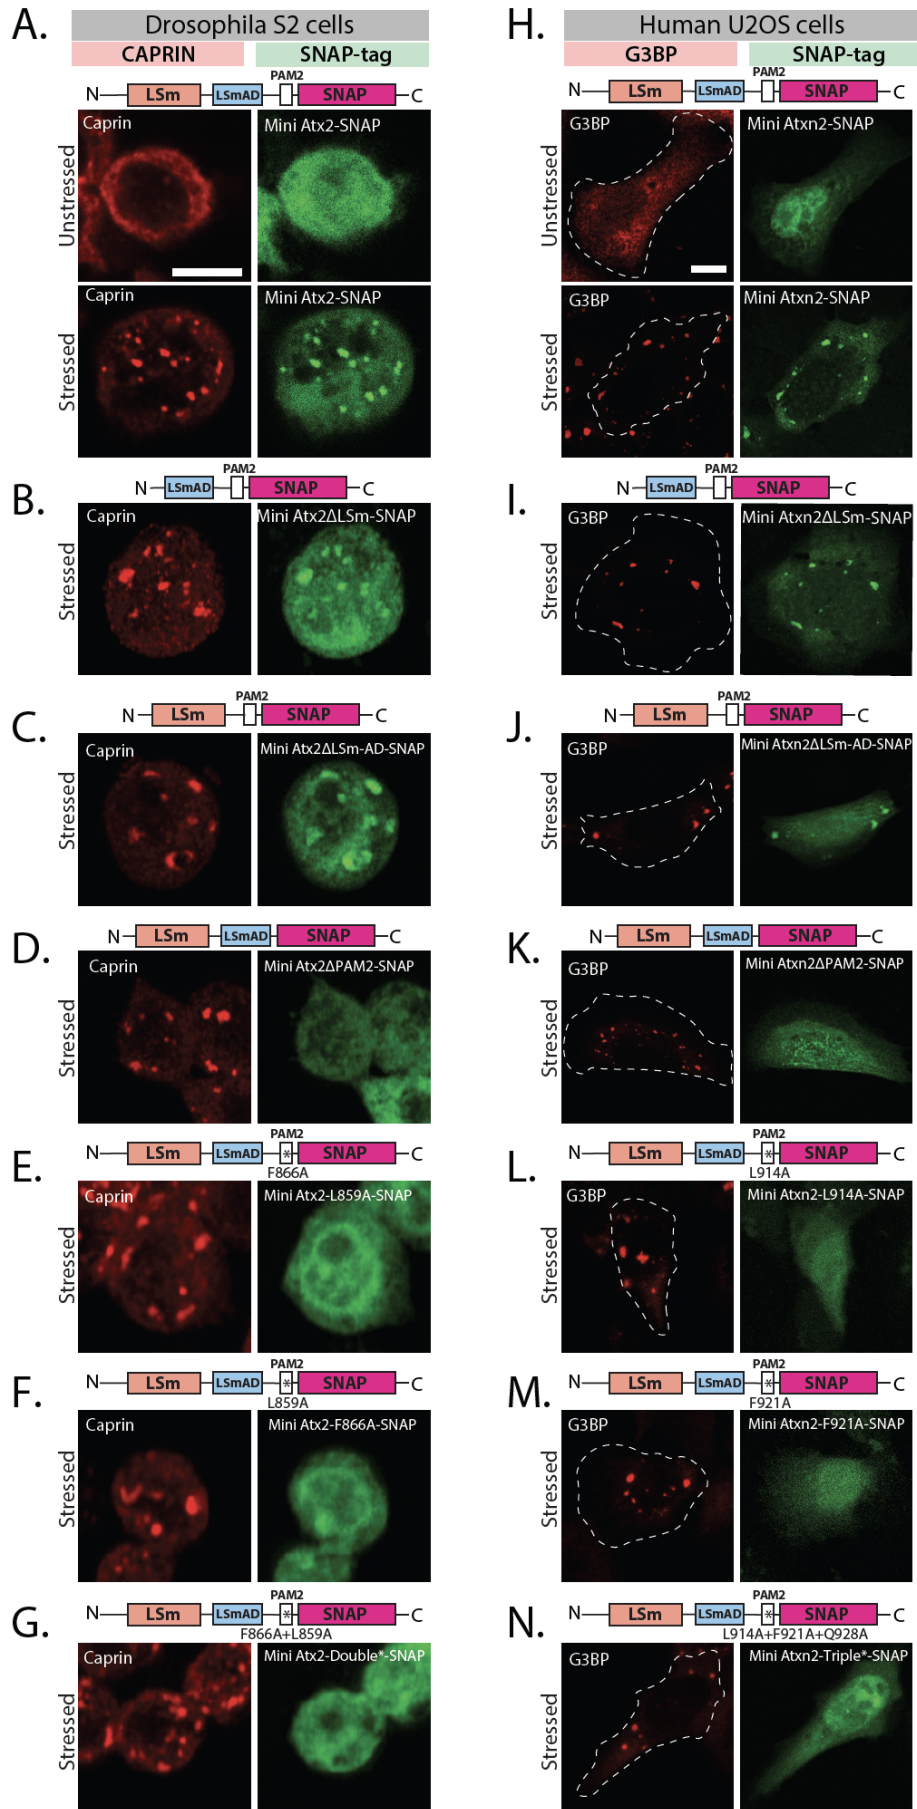 A.
Drosophila S2 cells
CAPRIN SNAP-tag
PAM2
N LSm LSmAD SNAP C
Unstressed
Caprin
Mini Atx2-SNAP
Stressed
Caprin
Mini Atx2-SNAP
B.
PAM2
N LSmAD SNAP C
Stressed
Caprin
Mini Atx2ΔLSm-SNAP
C.
PAM2
N LSm SNAP C
Stressed
Caprin
Mini Atx2ΔLSm-AD-SNAP
D.
N LSm LSmAD SNAP C
Stressed
Caprin
Mini Atx2ΔPAM2-SNAP
E.
PAM2
N LSm LSmAD * SNAP C
F866A
Stressed
Caprin
Mini Atx2-L859A-SNAP
F.
PAM2
N LSm LSmAD * SNAP C
L859A
Stressed
Caprin
Mini Atx2-F866A-SNAP
G.
PAM2
N LSm LSmAD * SNAP C
F866A+L859A
Stressed
Caprin
Mini Atx2-Double*-SNAP
H.
Human U2OS cells
G3BP SNAP-tag
PAM2
N LSm LSmAD SNAP C
Unstressed
G3BP
Mini Atxn2-SNAP
Stressed
G3BP
Mini Atxn2-SNAP
I.
PAM2
N LSmAD SNAP C
Stressed
G3BP
Mini Atxn2ΔLSm-SNAP
J.
PAM2
N LSm SNAP C
Stressed
G3BP
Mini Atxn2ΔLSm-AD-SNAP
K.
N LSm LSmAD SNAP C
Stressed
G3BP
Mini Atxn2ΔPAM2-SNAP
L.
PAM2
N LSm LSmAD * SNAP C
L914A
Stressed
G3BP
Mini Atxn2-L914A-SNAP
M.
PAM2
N LSm LSmAD * SNAP C
F921A
Stressed
G3BP
Mini Atxn2-F921A-SNAP
N.
PAM2
N LSm LSmAD * SNAP C
L914A+F921A+Q928A
Stressed
G3BP
Mini Atxn2-Triple*-SNAP